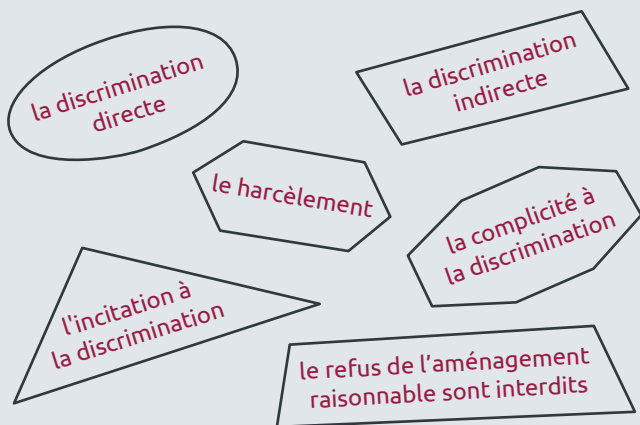 la discrimination
directe
la discrimination
indirecte
le harcèlement
la complicité à
la discrimination
l'incitation à
la discrimination
le refus de l’aménagement
raisonnable sont interdits